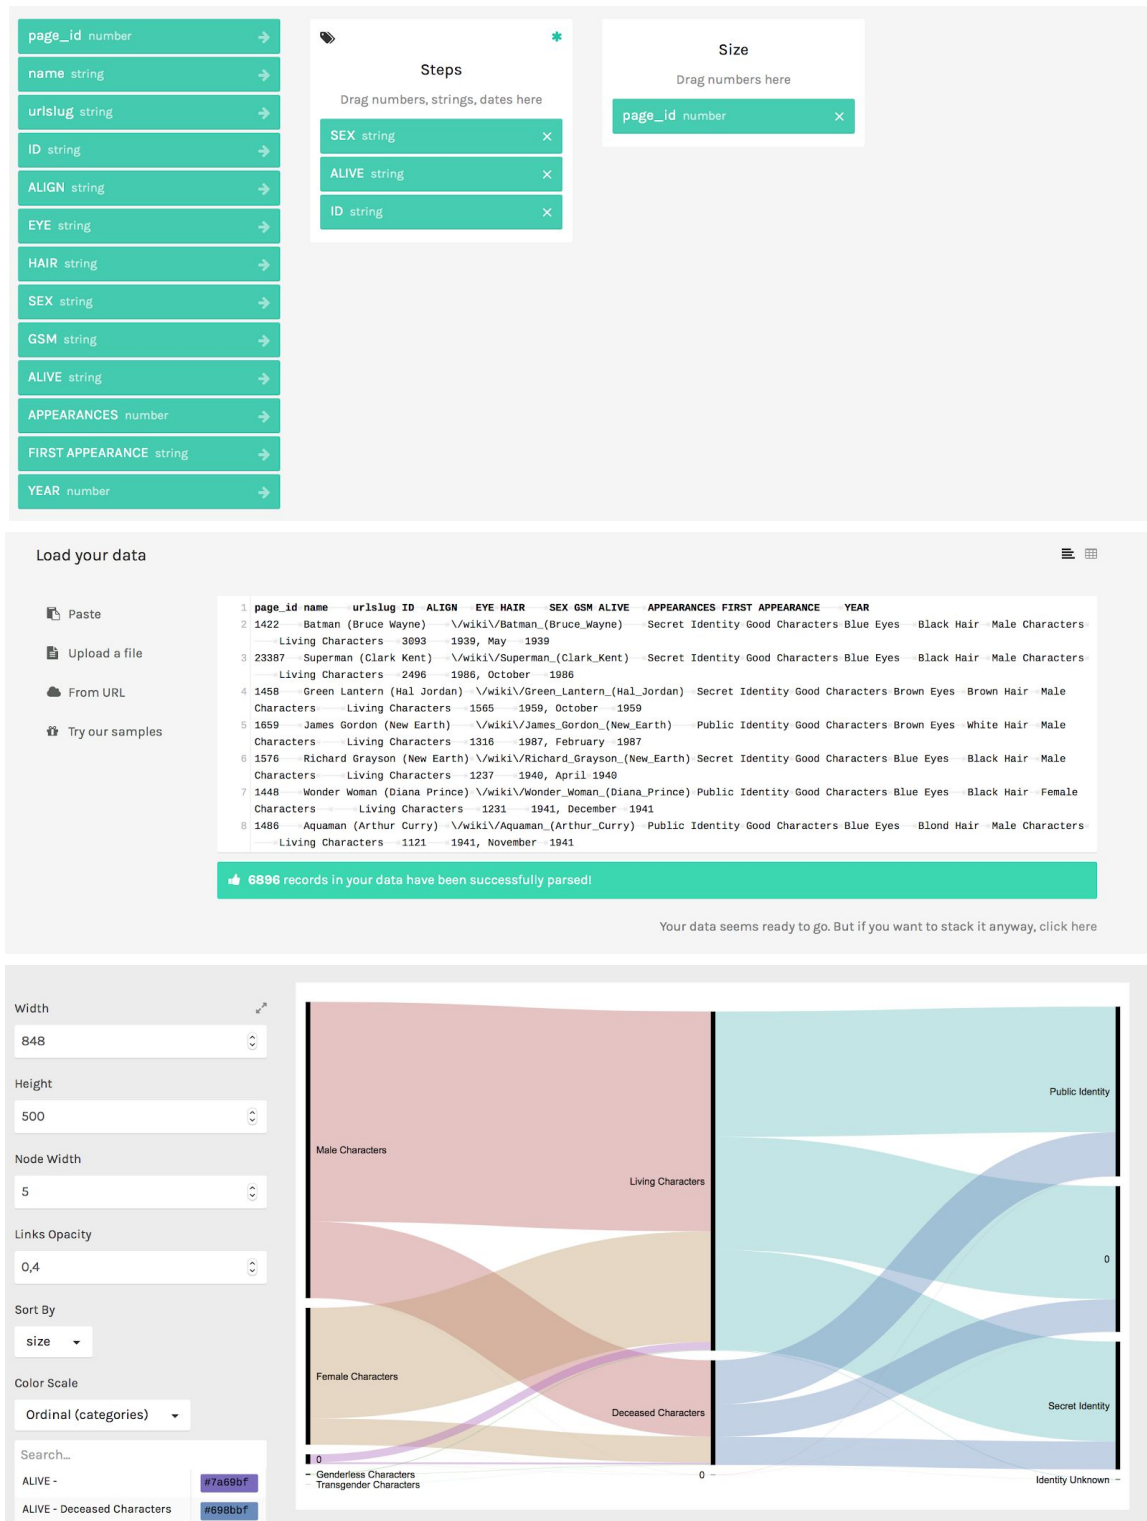 page_id number
name string
urlslug string
ID string
ALIGN string
EYE string
HAIR string
SEX string
GSM string
ALIVE string
APPEARANCES number
FIRST APPEARANCE string
YEAR number
*
Steps
Drag numbers, strings, dates here
SEX string ×
ALIVE string ×
ID string ×
Size
Drag numbers here
page_id number ×
Load your data
Paste
Upload a file
From URL
Try our samples
1 page_id name urlslug ID ALIGN EYE HAIR SEX GSM ALIVE APPEARANCES FIRST APPEARANCE YEAR
2 1422 Batman (Bruce Wayne) \/wiki\/Batman_(Bruce_Wayne) Secret Identity Good Characters Blue Eyes Black Hair Male Characters
Living Characters 3093 1939, May 1939
3 23387 Superman (Clark Kent) \/wiki\/Superman_(Clark_Kent) Secret Identity Good Characters Blue Eyes Black Hair Male Characters
Living Characters 2496 1986, October 1986
4 1458 Green Lantern (Hal Jordan) \/wiki\/Green_Lantern_(Hal_Jordan) Secret Identity Good Characters Brown Eyes Brown Hair Male
Characters Living Characters 1565 1959, October 1959
5 1659 James Gordon (New Earth) \/wiki\/James_Gordon_(New_Earth) Public Identity Good Characters Brown Eyes White Hair Male
Characters Living Characters 1316 1987, February 1987
6 1576 Richard Grayson (New Earth) \/wiki\/Richard_Grayson_(New_Earth) Secret Identity Good Characters Blue Eyes Black Hair Male
Characters Living Characters 1237 1940, April 1940
7 1448 Wonder Woman (Diana Prince) \/wiki\/Wonder_Woman_(Diana_Prince) Public Identity Good Characters Blue Eyes Black Hair Female
Characters Living Characters 1231 1941, December 1941
8 1486 Aquaman (Arthur Curry) \/wiki\/Aquaman_(Arthur_Curry) Public Identity Good Characters Blue Eyes Blond Hair Male Characters
Living Characters 1121 1941, November 1941
6896 records in your data have been successfully parsed!
Your data seems ready to go. But if you want to stack it anyway, click here
Width
848
Height
500
Node Width
5
Links Opacity
0,4
Sort By
size
Color Scale
Ordinal (categories)
Search...
ALIVE - #7a69bf
ALIVE - Deceased Characters #698bbf
Male Characters
Female Characters
0
Genderless Characters
Transgender Characters
Living Characters
Deceased Characters
0
Public Identity
0
Secret Identity
Identity Unknown